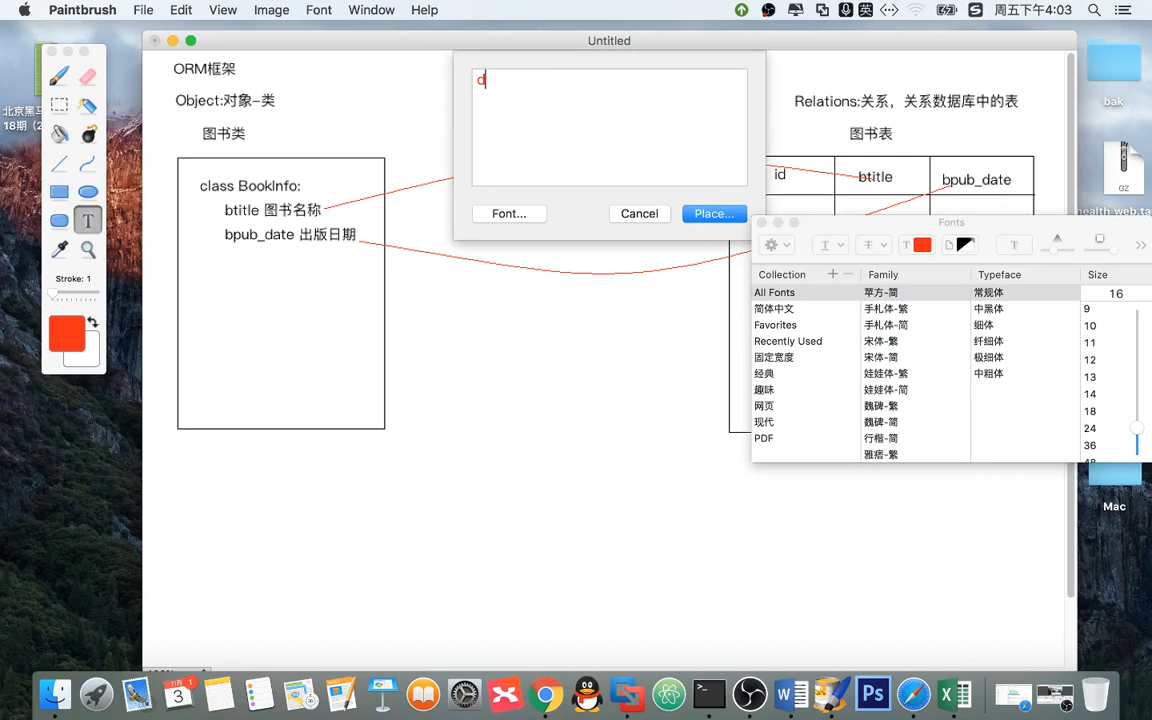 Paintbrush File Edit View Image Font Window Help
英 周五下午4:03
Untitled
ORM框架
Object:对象-类
图书类
class BookInfo:
btitle 图书名称
bpub_date 出版日期
Stroke: 1
d
Font... Cancel Place...
Relations:关系，关系数据库中的表
图书表
id btitle bpub_date
Fonts
Collection Family Typeface Size
All Fonts 苹方-简 常规体 16
简体中文 手札体-繁 中黑体 9
Favorites 手札体-简 细体 10
Recently Used 宋体-繁 纤细体 11
固定宽度 宋体-简 极细体 12
经典 娃娃体-繁 中粗体 13
趣味 娃娃体-简 14
网页 魏碑-繁 18
现代 魏碑-简 24
PDF 行楷-简 36
雅痞-繁
北京黑马
18期（2
bak
GZ
health_web.ta
Mac
3
W Ps X